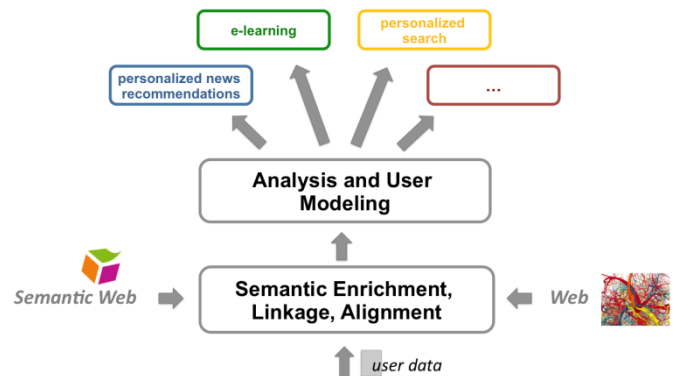 e-learning
personalized
search
personalized news
recommendations
...
Analysis and User
Modeling
Semantic Web
Semantic Enrichment,
Linkage, Alignment
Web
user data